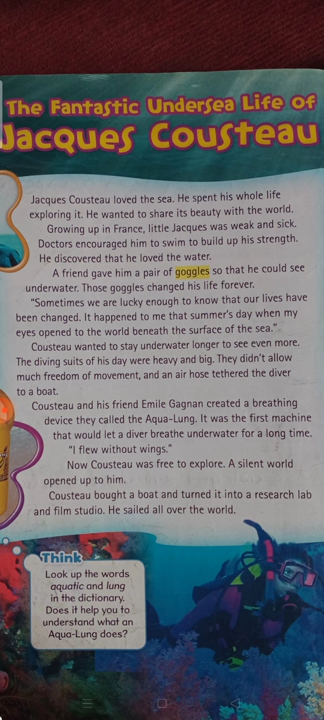 The Fantastic Undersea Life of
Jacques Cousteau
Jacques Cousteau loved the sea. He spent his whole life
exploring it. He wanted to share its beauty with the world.
Growing up in France, little Jacques was weak and sick.
Doctors encouraged him to swim to build up his strength.
He discovered that he loved the water.
A friend gave him a pair of goggles so that he could see
underwater. Those goggles changed his life forever.
"Sometimes we are lucky enough to know that our lives have
been changed. It happened to me that summer's day when my
eyes opened to the world beneath the surface of the sea."
Cousteau wanted to stay underwater longer to see even more.
The diving suits of his day were heavy and big. They didn't allow
much freedom of movement, and an air hose tethered the diver
to a boat.
Cousteau and his friend Emile Gagnan created a breathing
device they called the Aqua-Lung. It was the first machine
that would let a diver breathe underwater for a long time.
"I flew without wings."
Now Cousteau was free to explore. A silent world
opened up to him.
Cousteau bought a boat and turned it into a research lab
and film studio. He sailed all over the world.
Think
Look up the words
aquatic and lung
in the dictionary.
Does it help you to
understand what an
Aqua-Lung does?